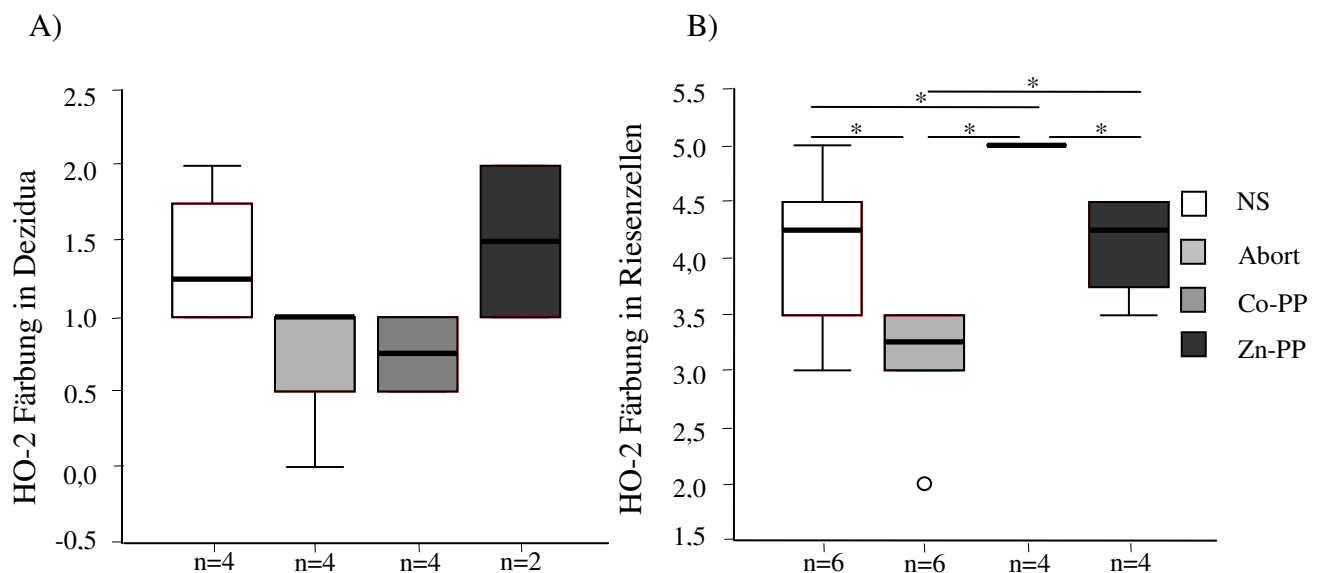 A)
HO-2 Färbung in Dezidua
2.5
2.0
1.5
1.0
0.5
0,0
-0,5
n=4
n=4
n=4
n=2
B)
HO-2 Färbung in Riesenzellen
5.5
5.0
4.5
4.0
3.5
3.0
2,5
2,0
1.5
*
*
*
*
*
n=6
n=6
n=4
n=4
NS
Abort
Co-PP
Zn-PP